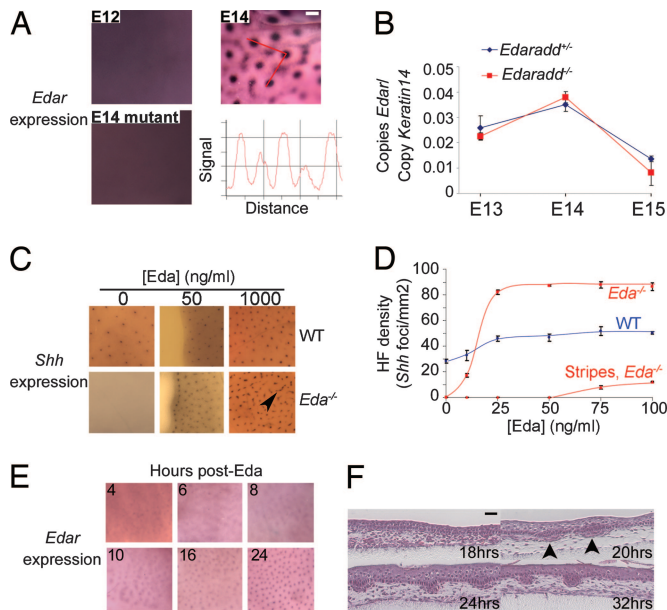 A
E12
E14
Edar
expression
E14 mutant
Signal
Distance
B
Edaradd+/-
Edaradd-/-
Copies Edar/
Copy Keratin14
0.05
0.04
0.03
0.02
0.01
0
E13
E14
E15
C
[Eda] (ng/ml)
0 50 1000
WT
Shh
expression
Eda-/-
D
HF density
(Shh foci/mm2)
100
80
60
40
20
0
Eda-/-
WT
Stripes, Eda-/-
0 25 50 75 100
[Eda] (ng/ml)
E
Hours post-Eda
4 6 8
Edar
expression
10 16 24
F
18hrs 20hrs
24hrs 32hrs